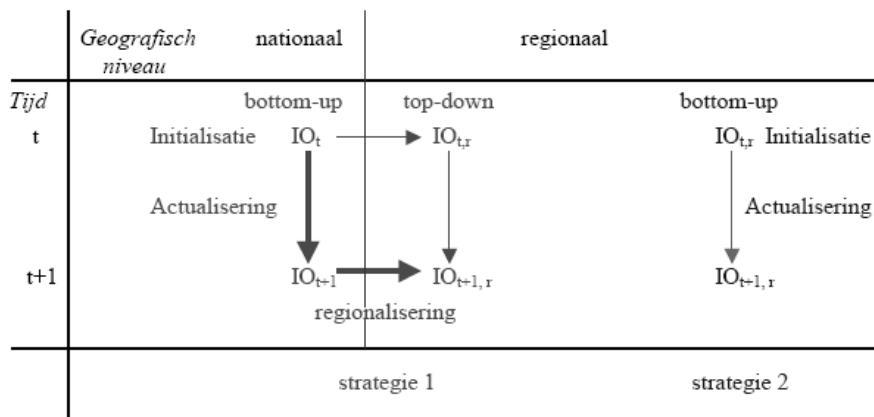 Geografisch nationaal regionaal
niveau
Tijd bottom-up top-down bottom-up
t Initialisatie IOt IOt,r IOt,r Initialisatie
Actualisering Actualisering
t+1 IOt+1 IOt+1, r IOt+1, r
regionalisering
strategie 1 strategie 2